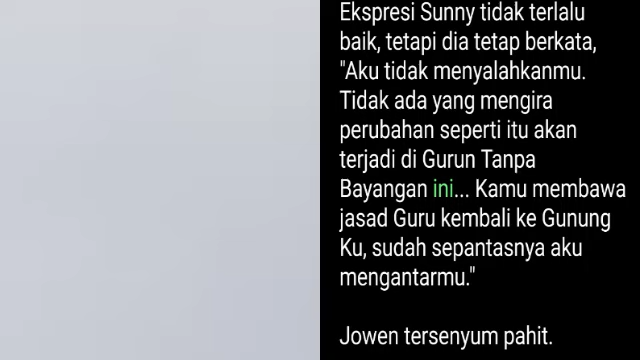 Ekspresi Sunny tidak terlalu
baik, tetapi dia tetap berkata,
"Aku tidak menyalahkanmu.
Tidak ada yang mengira
perubahan seperti itu akan
terjadi di Gurun Tanpa
Bayangan ini... Kamu membawa
jasad Guru kembali ke Gunung
Ku, sudah sepantasnya aku
mengantarmu."
Jowen tersenyum pahit.